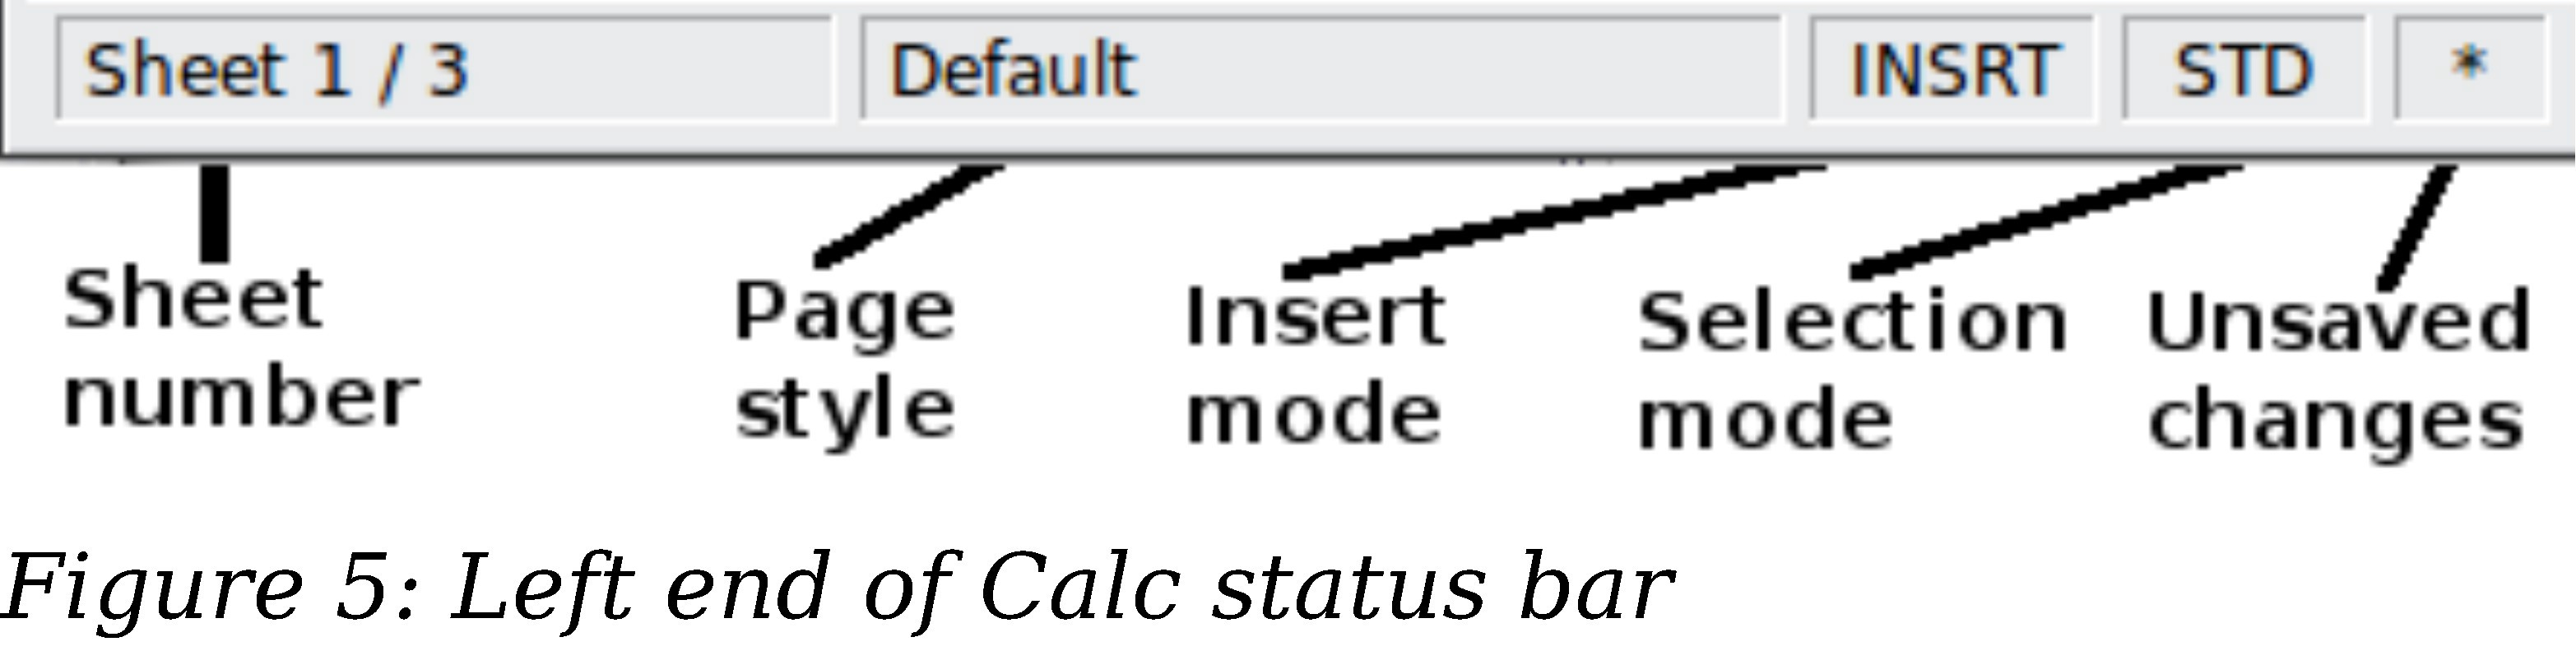 Sheet 1 / 3 Default INSRT STD *
Sheet number
Page style
Insert mode
Selection mode
Unsaved changes
Figure 5: Left end of Calc status bar